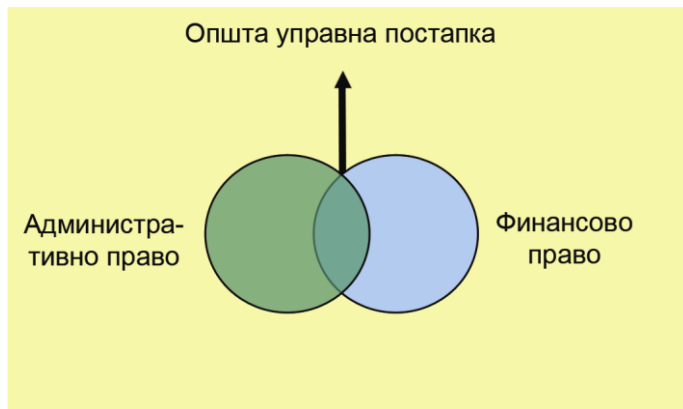 Општа управна постапка
Администра-
тивно право
Финансово
право